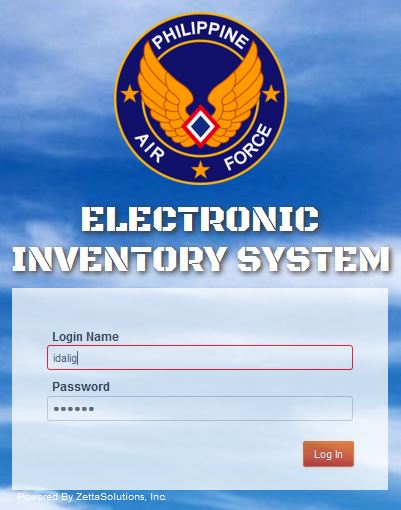 PHILIPPINE
AIR FORCE
ELECTRONIC
INVENTORY SYSTEM
Login Name
idalig
Password
••••••
Log In
Powered By ZettaSolutions, Inc.